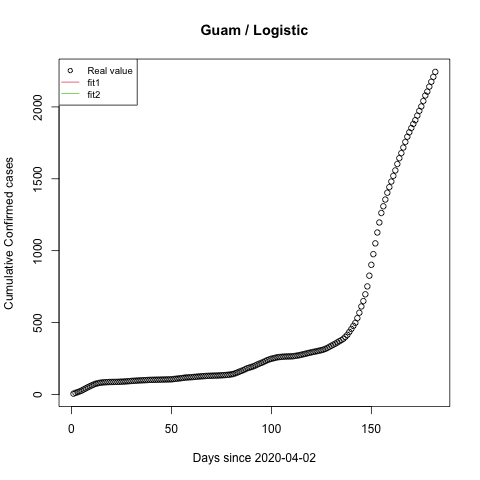 Guam / Logistic
Real value
fit1
fit2
Cumulative Confirmed cases
2000
1500
1000
500
0
0 50 100 150
Days since 2020-04-02